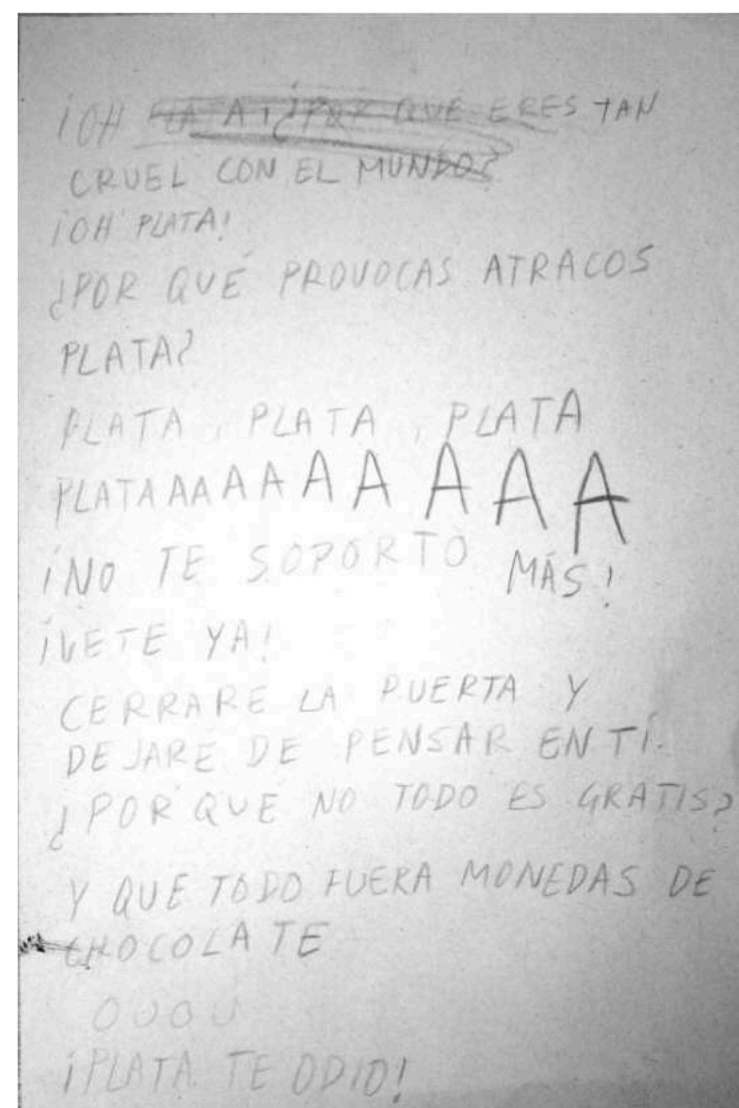 ¡OH PLATA! ¿POR QUÉ ERES TAN
CRUEL CON EL MUNDO?
¡OH PLATA!
¿POR QUÉ PROVOCAS ATRACOS
PLATA?
PLATA, PLATA, PLATA
PLATAAAAAAAAA
¡NO TE SOPORTO MÁS!
¡VETE YA!
CERRARE LA PUERTA Y
DEJARE DE PENSAR EN TÍ.
¿POR QUE NO TODO ES GRATIS?
Y QUE TODO FUERA MONEDAS DE
CHOCOLATE
OUOU
¡PLATA TE ODIO!